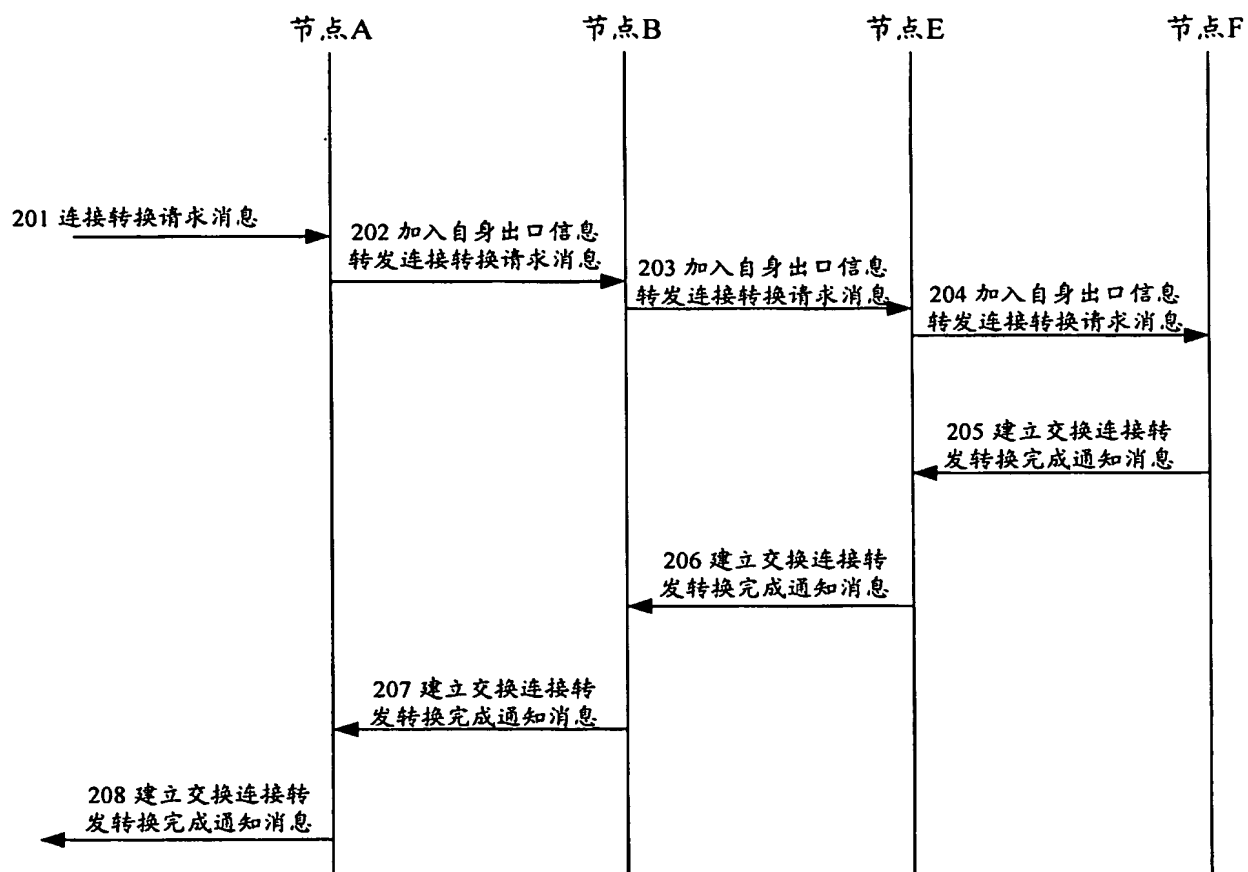 节点A
节点B
节点E
节点F
201 连接转换请求消息
202 加入自身出口信息
转发连接转换请求消息
203 加入自身出口信息
转发连接转换请求消息
204 加入自身出口信息
转发连接转换请求消息
205 建立交换连接转
发转换完成通知消息
206 建立交换连接转
发转换完成通知消息
207 建立交换连接转
发转换完成通知消息
208 建立交换连接转
发转换完成通知消息